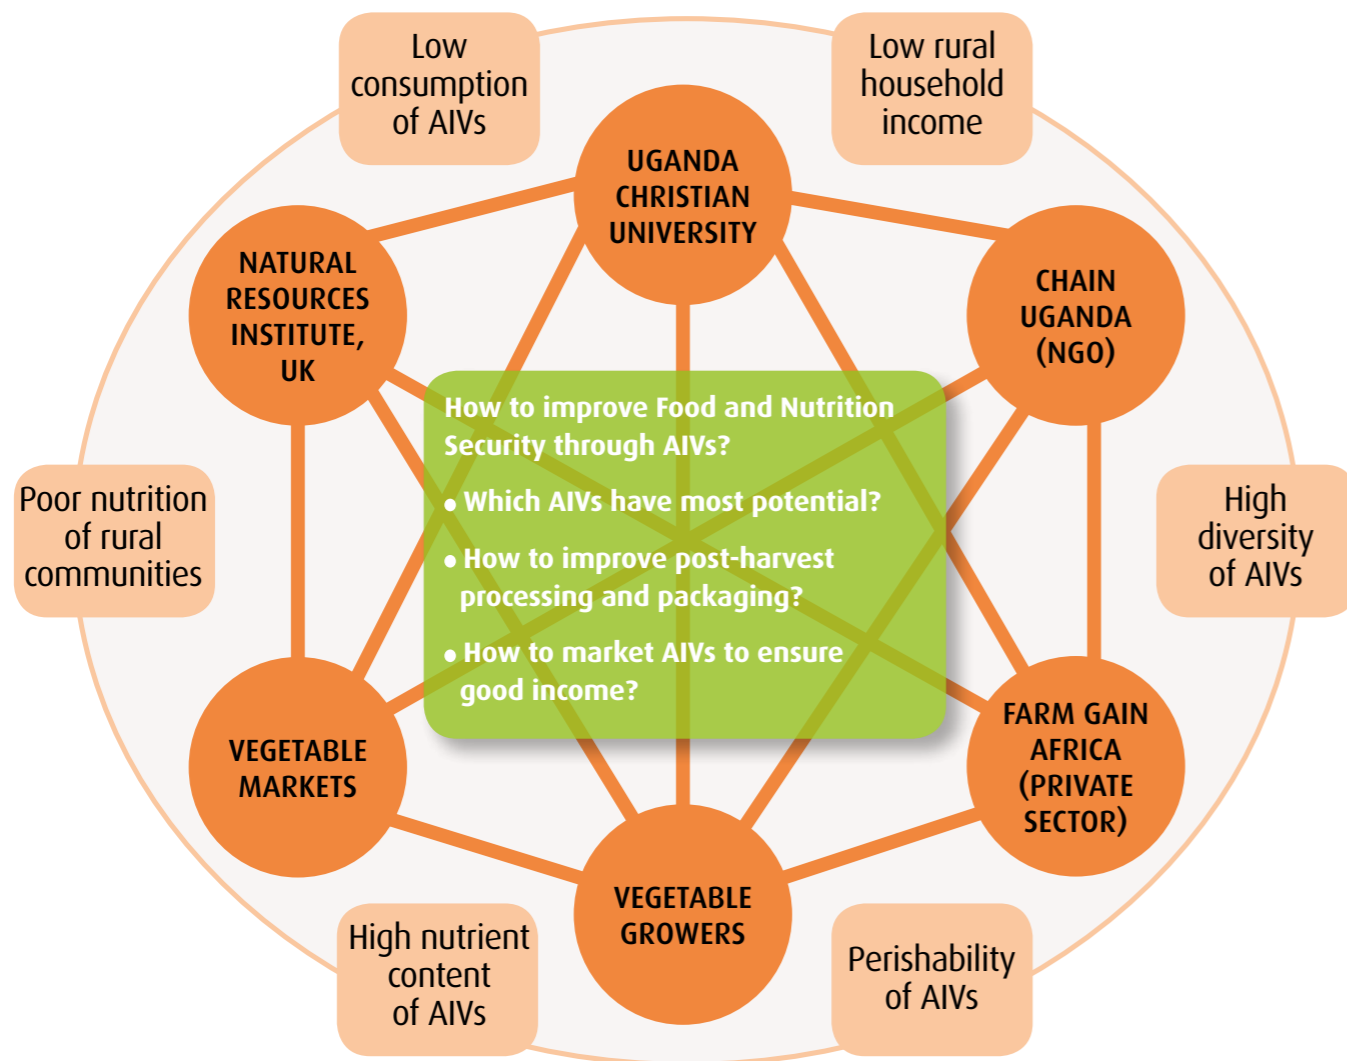 Low
consumption
of AIVs
Low rural
household
income
UGANDA
CHRISTIAN
UNIVERSITY
NATURAL
RESOURCES
INSTITUTE,
UK
CHAIN
UGANDA
(NGO)
How to improve Food and Nutrition
Security through AIVs?
• Which AIVs have most potential?
• How to improve post-harvest
processing and packaging?
• How to market AIVs to ensure
good income?
Poor nutrition
of rural
communities
High
diversity
of AIVs
VEGETABLE
MARKETS
FARM GAIN
AFRICA
(PRIVATE
SECTOR)
VEGETABLE
GROWERS
High nutrient
content
of AIVs
Perishability
of AIVs